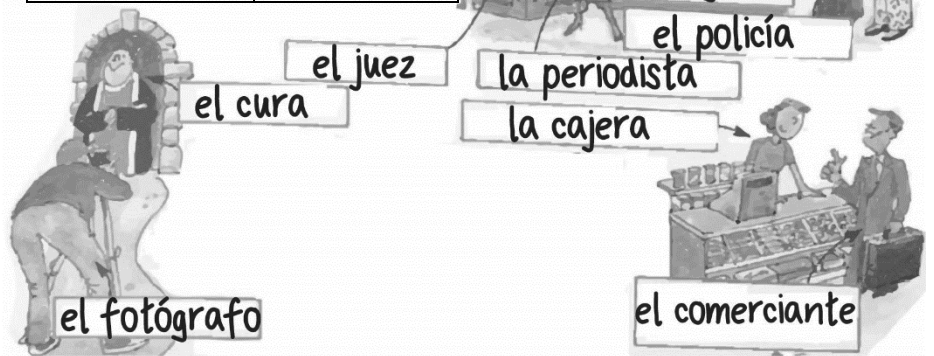 el policía
el juez
la periodista
el cura
la cajera
el fotógrafo
el comerciante